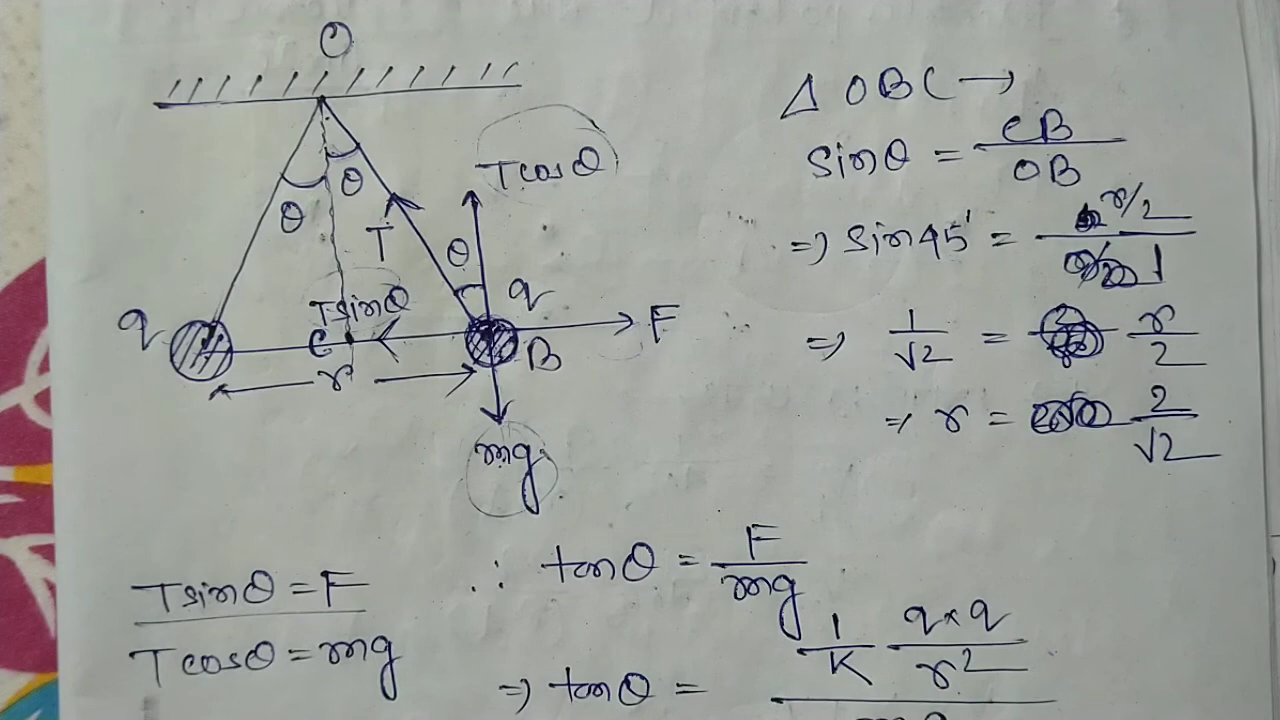 O
θ
θ
T
Tcosθ
θ
q
Tsinθ
q
C
B
F
r
mg
Tsinθ = F
Tcosθ = mg
∴ tanθ = F/mg
⇒ tanθ = 1/K q×q/r²
Δ OBC →
sinθ = CB/OB
⇒ sin45° = r/2/1
⇒ 1/√2 = r/2
⇒ r = 2/√2